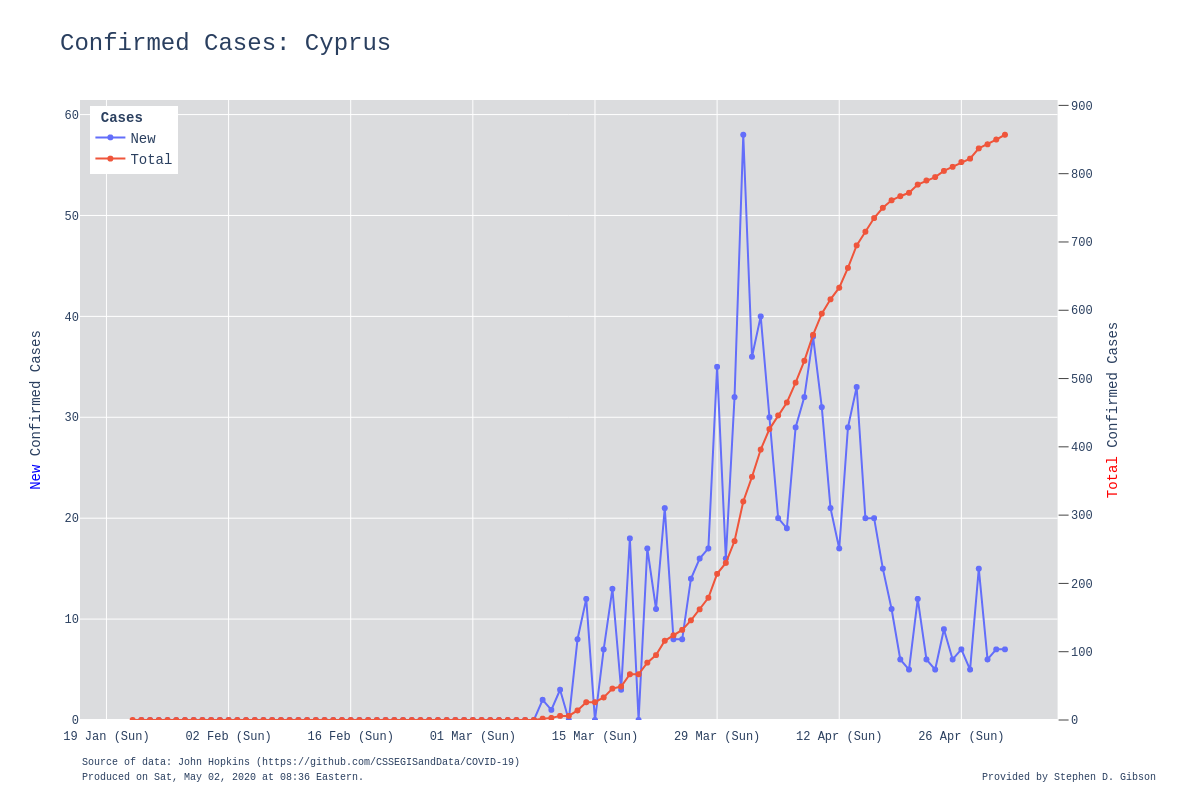 Confirmed Cases: Cyprus
Cases
New
Total
60
50
40
30
20
10
0
900
800
700
600
500
400
300
200
100
0
New Confirmed Cases
Total Confirmed Cases
19 Jan (Sun) 02 Feb (Sun) 16 Feb (Sun) 01 Mar (Sun) 15 Mar (Sun) 29 Mar (Sun) 12 Apr (Sun) 26 Apr (Sun)
Source of data: John Hopkins (https://github.com/CSSEGISandData/COVID-19)
Produced on Sat, May 02, 2020 at 08:36 Eastern.
Provided by Stephen D. Gibson